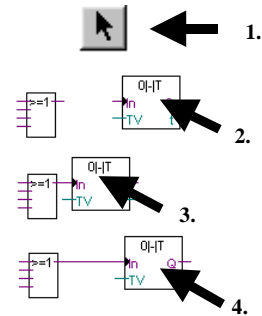 1.
0|-|T
>=1 In
TV t
2.
0|-|T
>=1 In
TV
3.
0|-|T
>=1 In Q
TV
4.